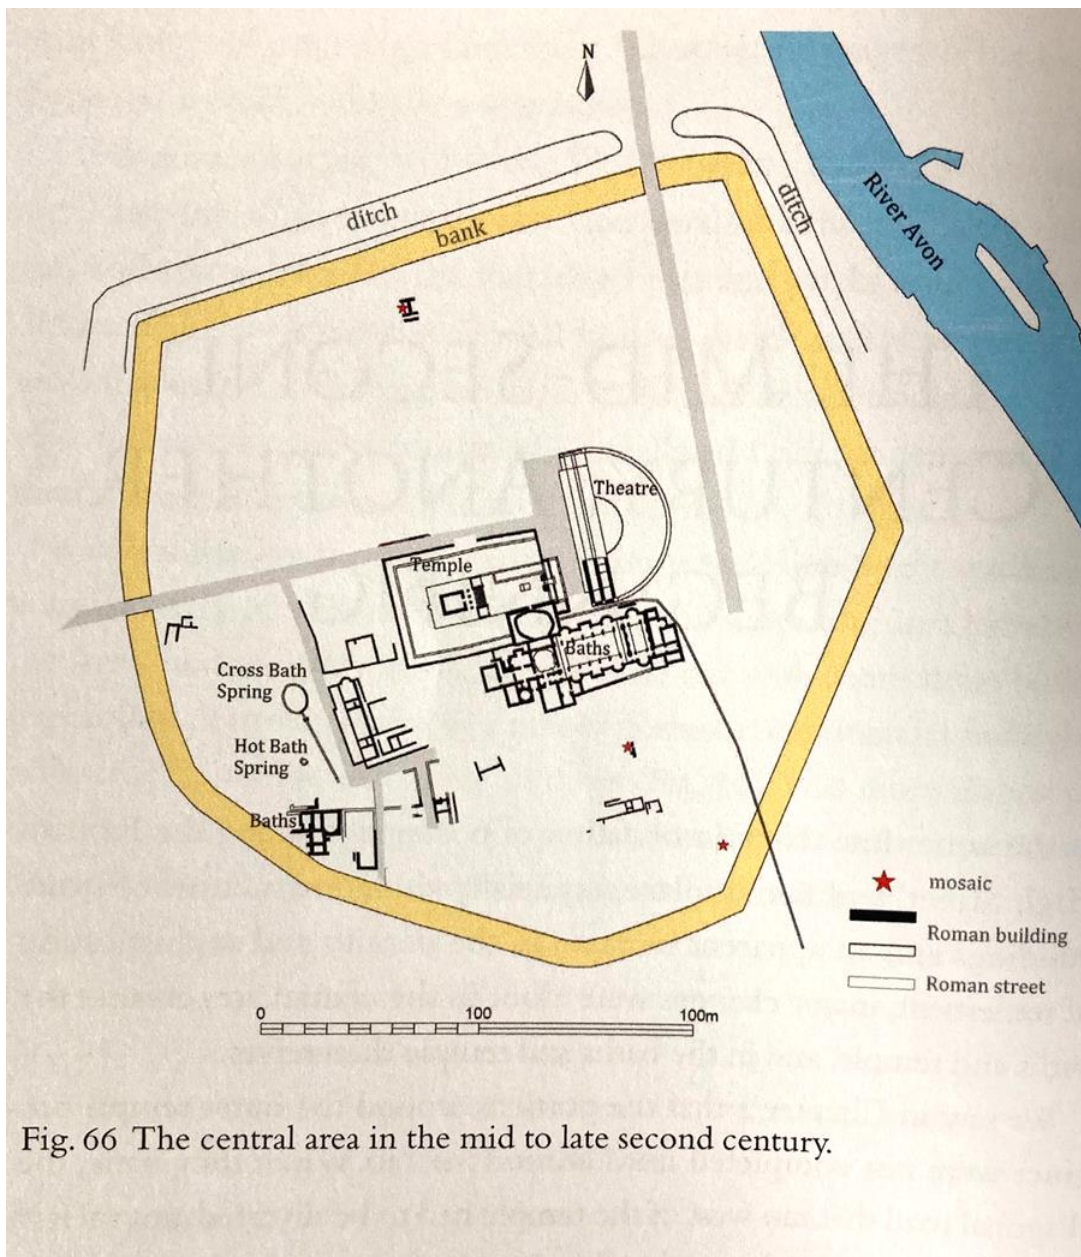 N
ditch
bank
ditch
River Avon
Theatre
Temple
Baths
Cross Bath
Spring
Hot Bath
Spring
Baths
mosaic
Roman building
Roman street
0
100
100m
Fig. 66 The central area in the mid to late second century.